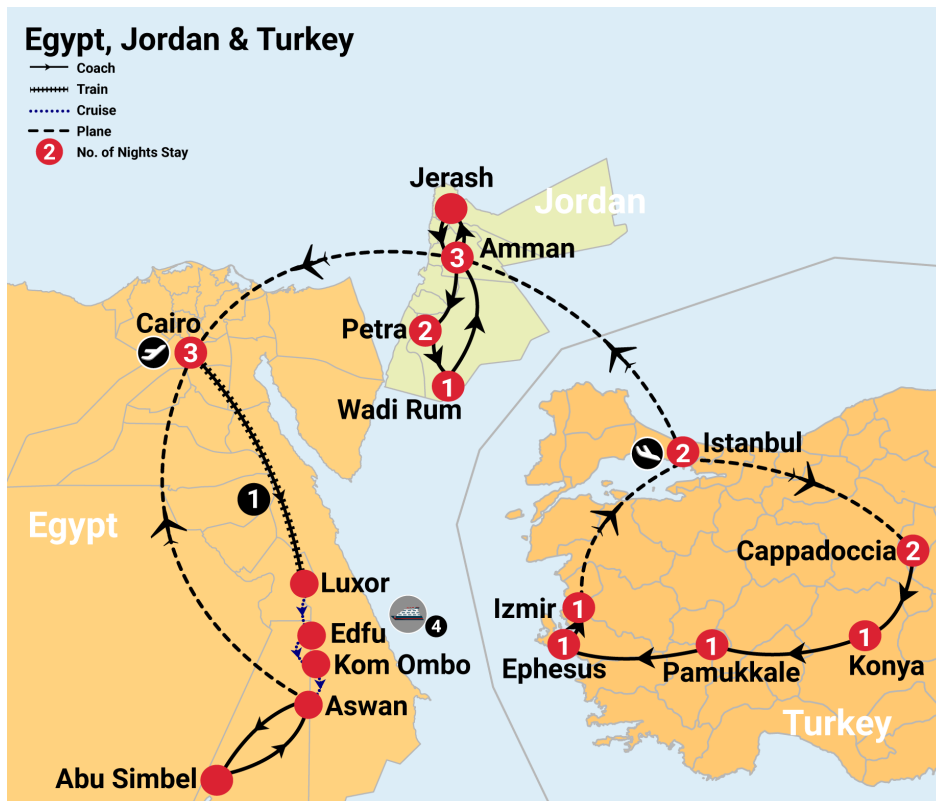 Egypt, Jordan & Turkey
Coach
Train
Cruise
Plane
2 No. of Nights Stay
Jerash
Jordan
3 Amman
Cairo
3
Petra 2
1
Wadi Rum
2 Istanbul
1
Egypt
Cappadoccia 2
Luxor
4
Izmir 1
Edfu
1
1
1
Kom Ombo
Ephesus
Pamukkale
Konya
Aswan
Turkey
Abu Simbel